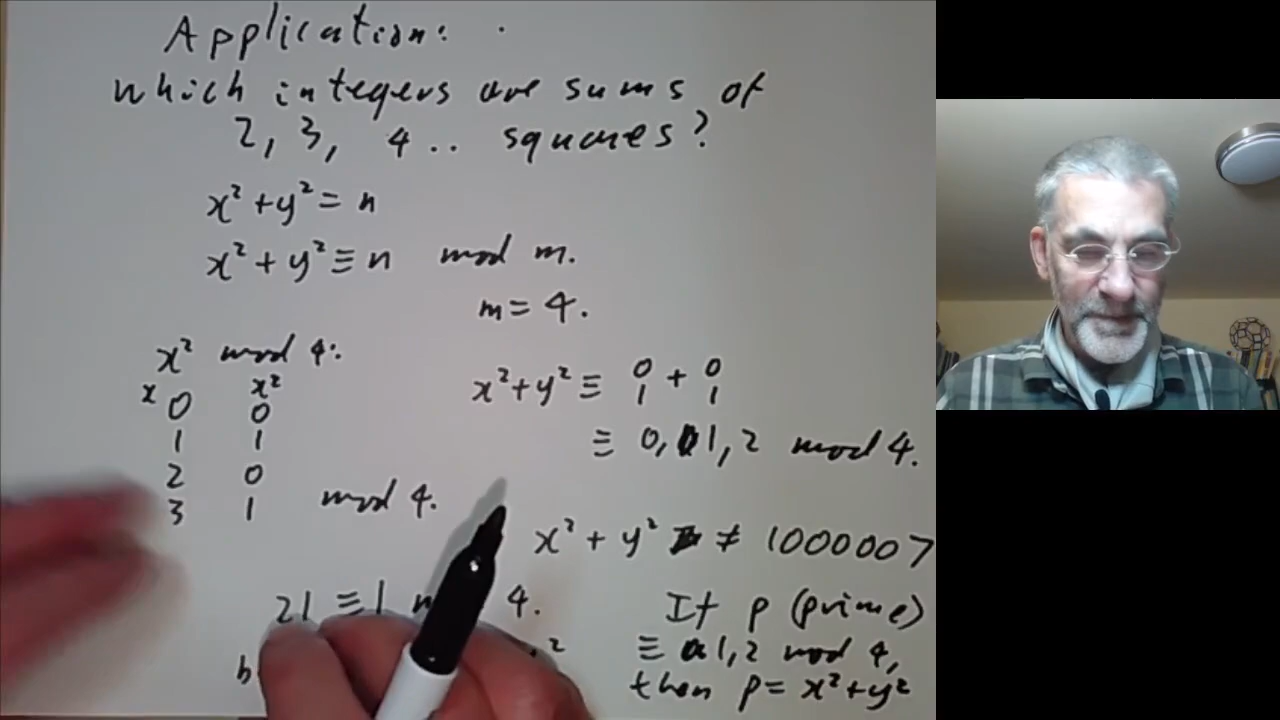 Application:
which integers are sums of
2, 3, 4 .. squares?
x² + y² = n
x² + y² ≡ n mod m.
m = 4.
x² mod 4:
x x²
0 0
1 1
2 0
3 1 mod 4.
x² + y² ≡ 0 + 0
1 1
≡ 0, 1, 2 mod 4.
x² + y² ≠ 1000007
21 ≡ 1 4.
b ²
If p (prime)
≡ 1, 2 mod 4,
then p = x² + y²